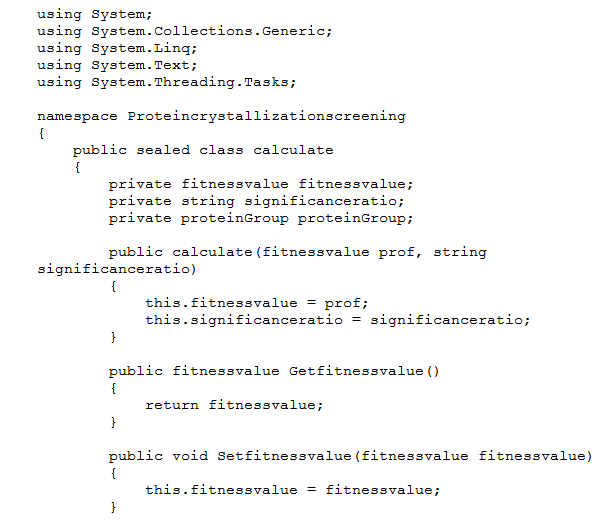 using System;
using System.Collections.Generic;
using System.Linq;
using System.Text;
using System.Threading.Tasks;
namespace Proteincrystallizationscreening
{
public sealed class calculate
{
private fitnessvalue fitnessvalue;
private string significanceratio;
private proteinGroup proteinGroup;
public calculate(fitnessvalue prof, string
significanceratio)
{
this.fitnessvalue = prof;
this.significanceratio = significanceratio;
}
public fitnessvalue Getfitnessvalue()
{
return fitnessvalue;
}
public void Setfitnessvalue(fitnessvalue fitnessvalue)
{
this.fitnessvalue = fitnessvalue;
}